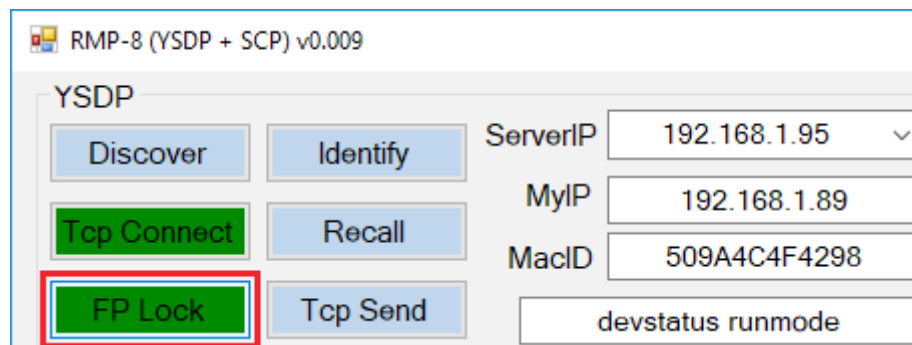 RMP-8 (YSDP + SCP) v0.009
YSDP
Discover Identify ServerIP 192.168.1.95
Tcp Connect Recall MyIP 192.168.1.89
MacID 509A4C4F4298
FP Lock Tcp Send devstatus runmode